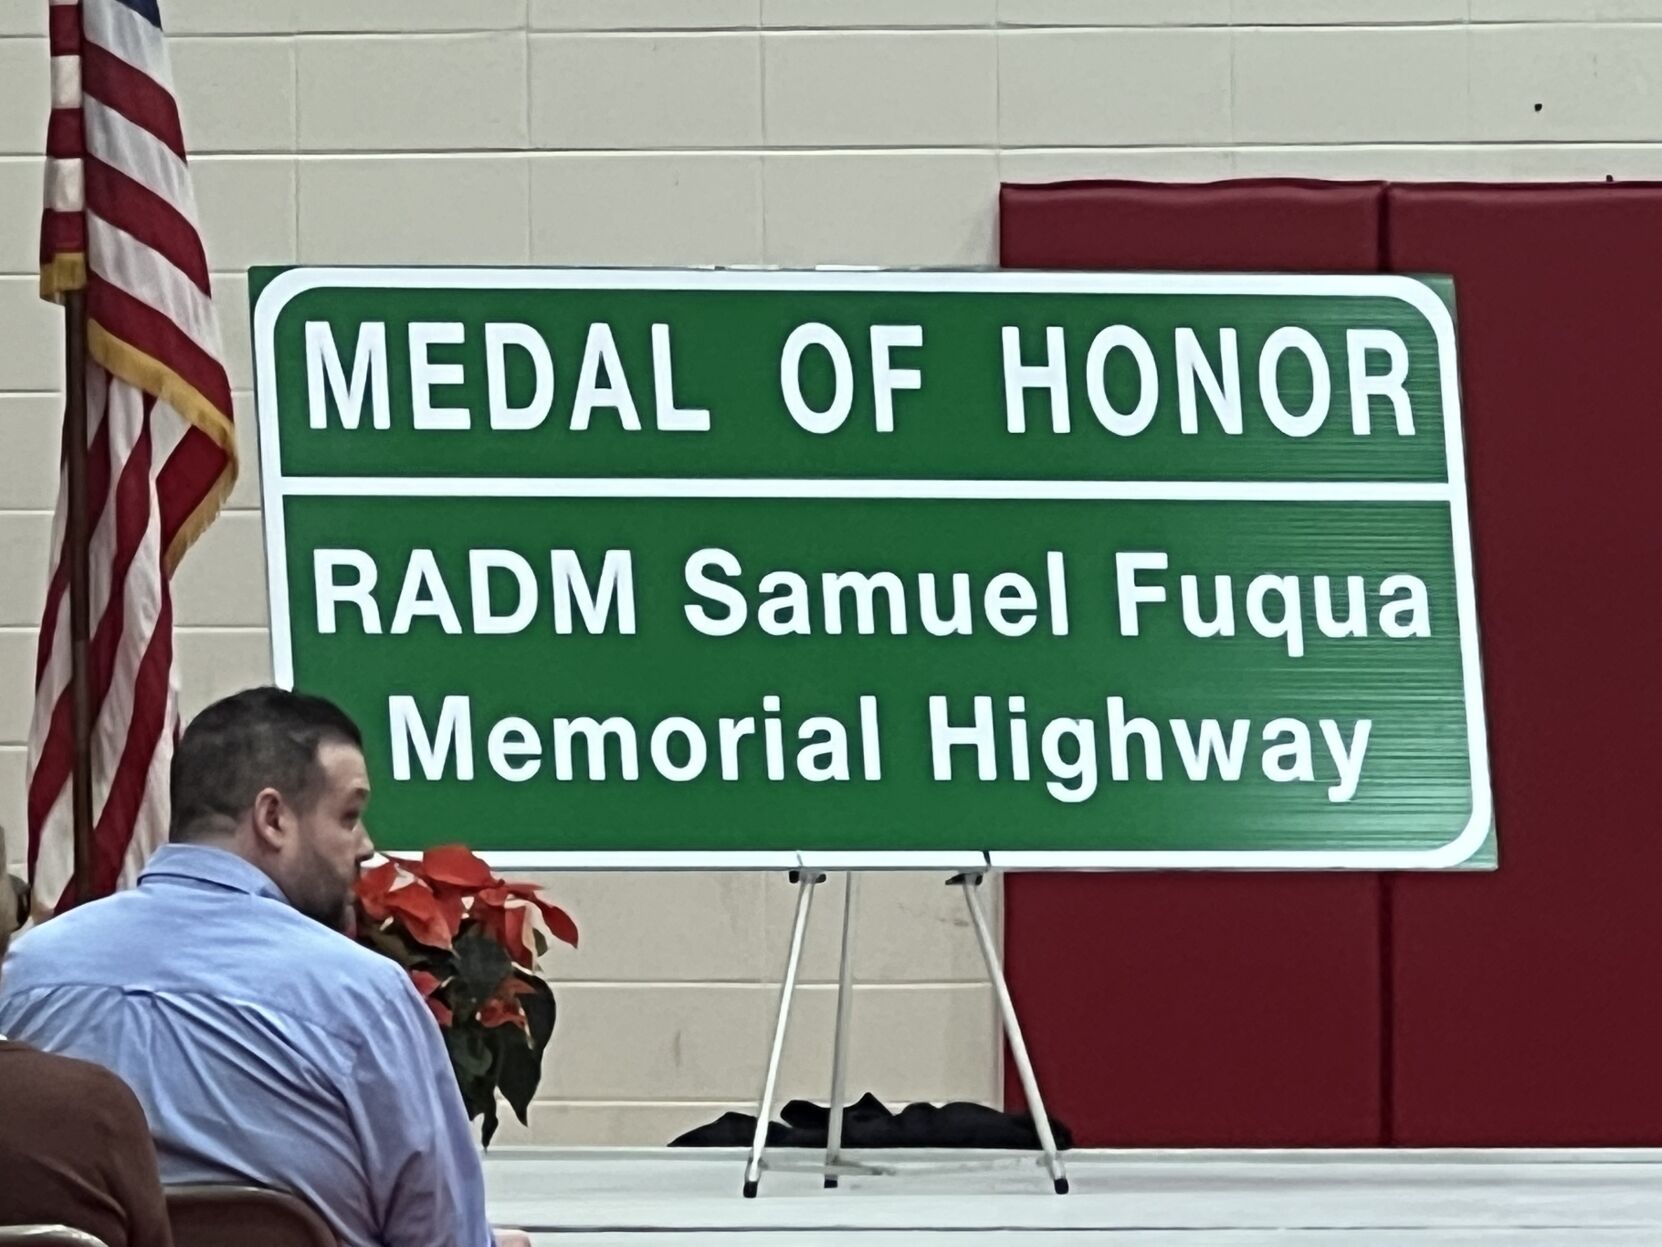 MEDAL OF HONOR
RADM Samuel Fuqua
Memorial Highway